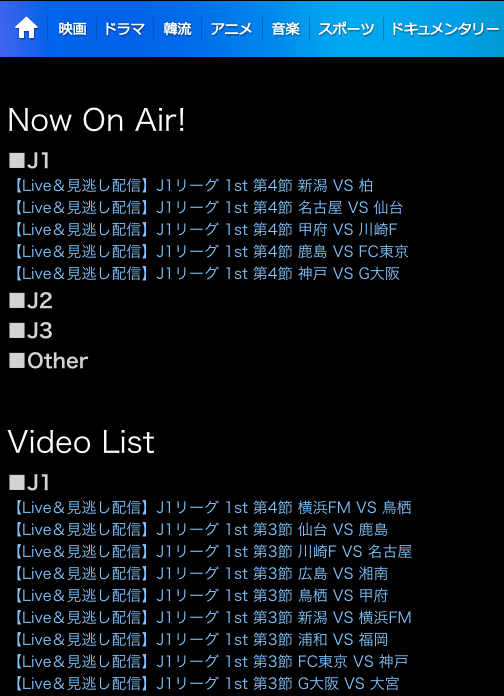 映画 ドラマ 韓流 アニメ 音楽 スポーツ ドキュメンタリー
Now On Air!
■J1
【Live＆見逃し配信】J1リーグ 1st 第4節 新潟 VS 柏
【Live＆見逃し配信】J1リーグ 1st 第4節 名古屋 VS 仙台
【Live＆見逃し配信】J1リーグ 1st 第4節 甲府 VS 川崎F
【Live＆見逃し配信】J1リーグ 1st 第4節 鹿島 VS FC東京
【Live＆見逃し配信】J1リーグ 1st 第4節 神戸 VS G大阪
■J2
■J3
■Other
Video List
■J1
【Live＆見逃し配信】J1リーグ 1st 第4節 横浜FM VS 鳥栖
【Live＆見逃し配信】J1リーグ 1st 第3節 仙台 VS 鹿島
【Live＆見逃し配信】J1リーグ 1st 第3節 川崎F VS 名古屋
【Live＆見逃し配信】J1リーグ 1st 第3節 広島 VS 湘南
【Live＆見逃し配信】J1リーグ 1st 第3節 鳥栖 VS 甲府
【Live＆見逃し配信】J1リーグ 1st 第3節 新潟 VS 横浜FM
【Live＆見逃し配信】J1リーグ 1st 第3節 浦和 VS 福岡
【Live＆見逃し配信】J1リーグ 1st 第3節 FC東京 VS 神戸
【Live＆見逃し配信】J1リーグ 1st 第3節 G大阪 VS 大宮